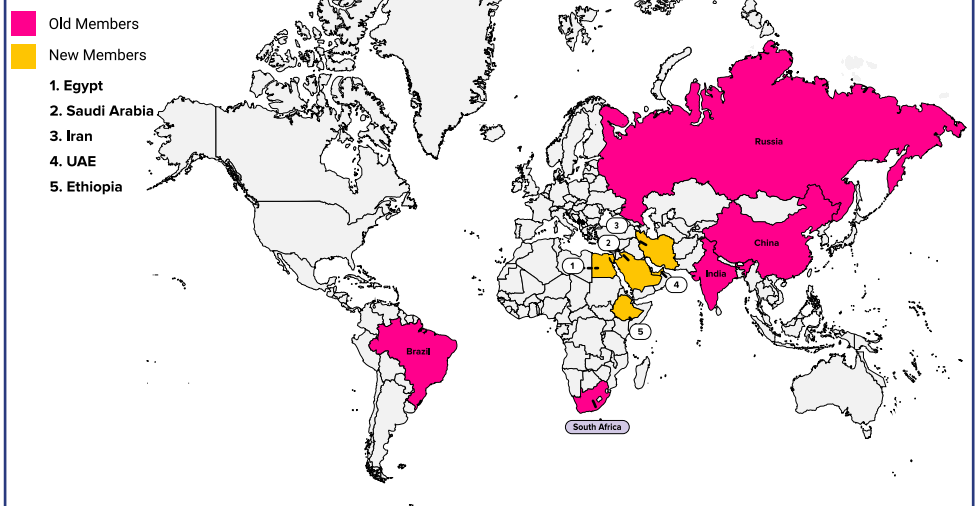 Old Members
New Members
1. Egypt
2. Saudi Arabia
3. Iran
4. UAE
5. Ethiopia
Russia
3
2
China
1
India
4
5
Brazil
South Africa